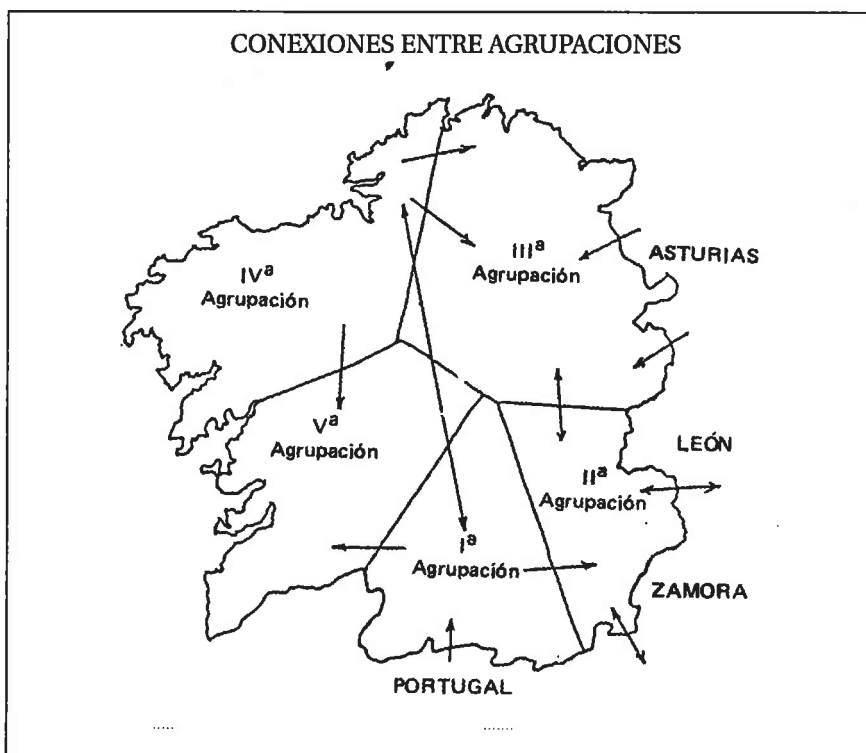 CONEXIONES ENTRE AGRUPACIONES
IIIª
Agrupación
ASTURIAS
IVª
Agrupación
Vª
Agrupación
LEÓN
IIª
Agrupación
Iª
Agrupación
ZAMORA
PORTUGAL